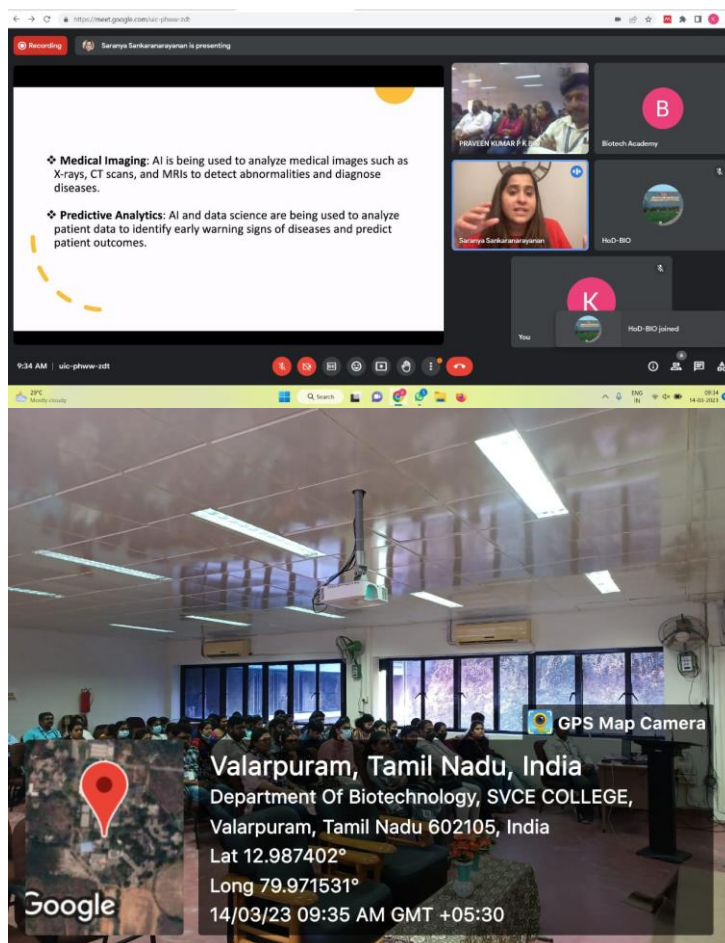 https://meet.google.com/uic-phww-zdt
Recording
Saranya Sankaranarayanan is presenting
❖ Medical Imaging: AI is being used to analyze medical images such as
X-rays, CT scans, and MRIs to detect abnormalities and diagnose
diseases.
❖ Predictive Analytics: AI and data science are being used to analyze
patient data to identify early warning signs of diseases and predict
patient outcomes.
PRAVEEN KUMAR P K
B
Biotech Academy
Saranya Sankaranarayanan
HoD-BIO
K
You
HoD-BIO joined
9:34 AM | uic-phww-zdt
29°C
Mostly cloudy
Search
ENG
IN
09:34
14-03-2023
GPS Map Camera
Valarpuram, Tamil Nadu, India
Department Of Biotechnology, SVCE COLLEGE,
Valarpuram, Tamil Nadu 602105, India
Lat 12.987402°
Long 79.971531°
14/03/23 09:35 AM GMT +05:30
Google